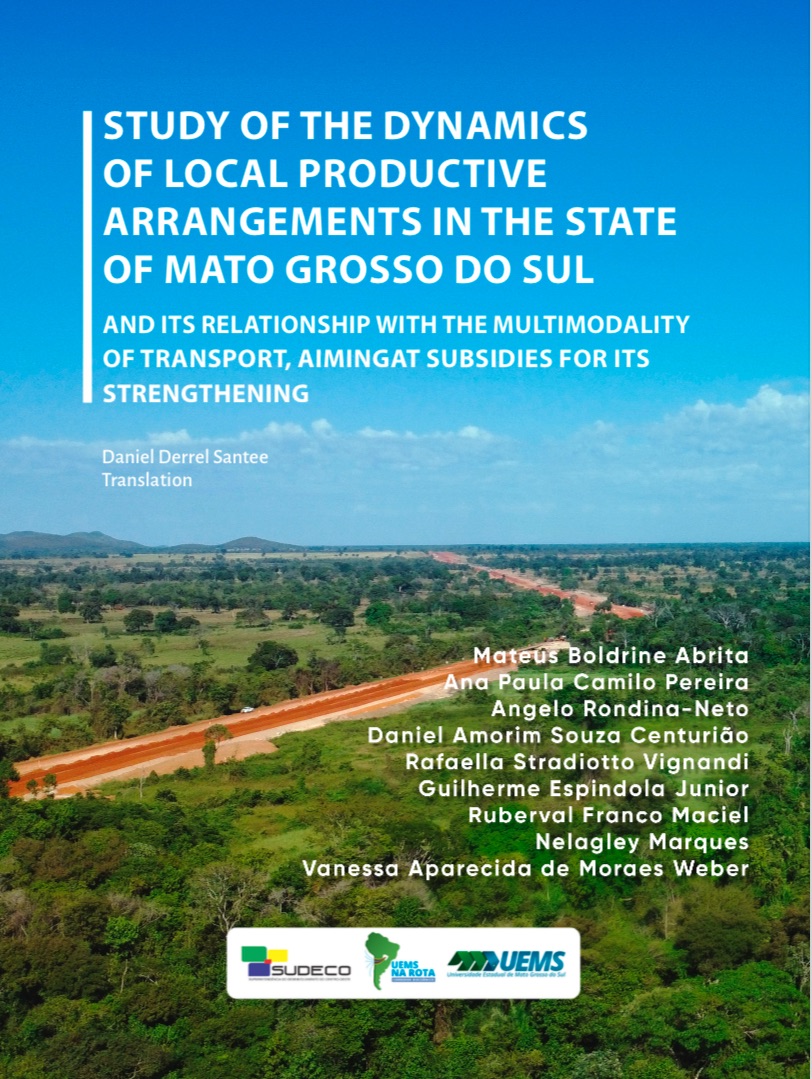 STUDY OF THE DYNAMICS
OF LOCAL PRODUCTIVE
ARRANGEMENTS IN THE STATE
OF MATO GROSSO DO SUL
AND ITS RELATIONSHIP WITH THE MULTIMODALITY
OF TRANSPORT, AIMINGAT SUBSIDIES FOR ITS
STRENGTHENING
Daniel Derrel Santee
Translation
Mateus Boldrine Abrita
Ana Paula Camilo Pereira
Angelo Rondina-Neto
Daniel Amorim Souza Centurião
Rafaella Stradiotto Vignandi
Guilherme Espindola Junior
Ruberval Franco Maciel
Nelagley Marques
Vanessa Aparecida de Moraes Weber
SUDECO
UEMS
NA ROTA
UEMS
Universidade Estadual de Mato Grosso do Sul